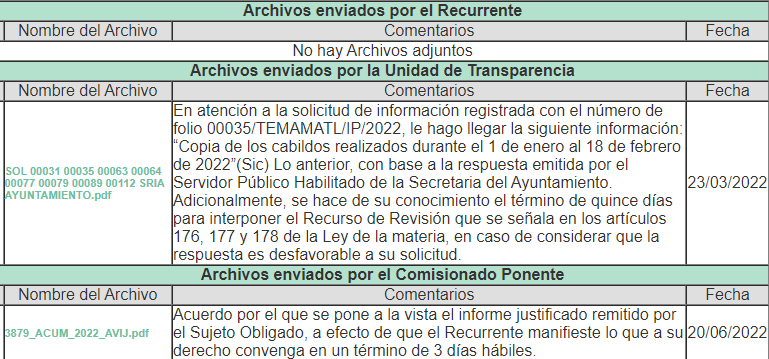 Archivos enviados por el Recurrente
Nombre del Archivo Comentarios Fecha
No hay Archivos adjuntos
Archivos enviados por la Unidad de Transparencia
Nombre del Archivo Comentarios Fecha
SOL 00031 00035 00063 00064
00077 00079 00089 00112 SRIA
AYUNTAMIENTO.pdf
En atención a la solicitud de información registrada con el número de
folio 00035/TEMAMATL/IP/2022, le hago llegar la siguiente información:
“Copia de los cabildos realizados durante el 1 de enero al 18 de febrero
de 2022”(Sic) Lo anterior, con base a la respuesta emitida por el
Servidor Público Habilitado de la Secretaria del Ayuntamiento.
Adicionalmente, se hace de su conocimiento el término de quince días
para interponer el Recurso de Revisión que se señala en los artículos
176, 177 y 178 de la Ley de la materia, en caso de considerar que la
respuesta es desfavorable a su solicitud.
23/03/2022
Archivos enviados por el Comisionado Ponente
Nombre del Archivo Comentarios Fecha
3879_ACUM_2022_AVIJ.pdf
Acuerdo por el que se pone a la vista el informe justificado remitido por
el Sujeto Obligado, a efecto de que el Recurrente manifieste lo que a su
derecho convenga en un término de 3 días hábiles.
20/06/2022